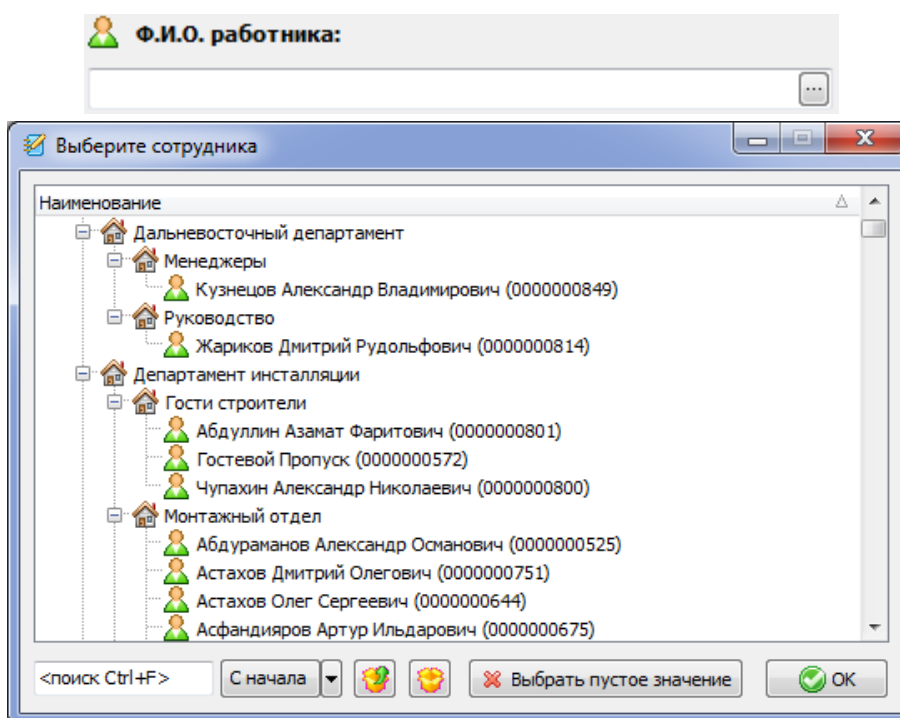 Ф.И.О. работника:
...
Выберите сотрудника
Наименование
Дальневосточный департамент
Менеджеры
Кузнецов Александр Владимирович (0000000849)
Руководство
Жариков Дмитрий Рудольфович (0000000814)
Департамент инсталляции
Гости строители
Абдуллин Азамат Фаритович (0000000801)
Гостевой Пропуск (0000000572)
Чупахин Александр Николаевич (0000000800)
Монтажный отдел
Абдураманов Александр Османович (0000000525)
Астахов Дмитрий Олегович (0000000751)
Астахов Олег Сергеевич (0000000644)
Асфандияров Артур Ильдарович (0000000675)
<поиск Ctrl+F> С начала Выбрать пустое значение OK